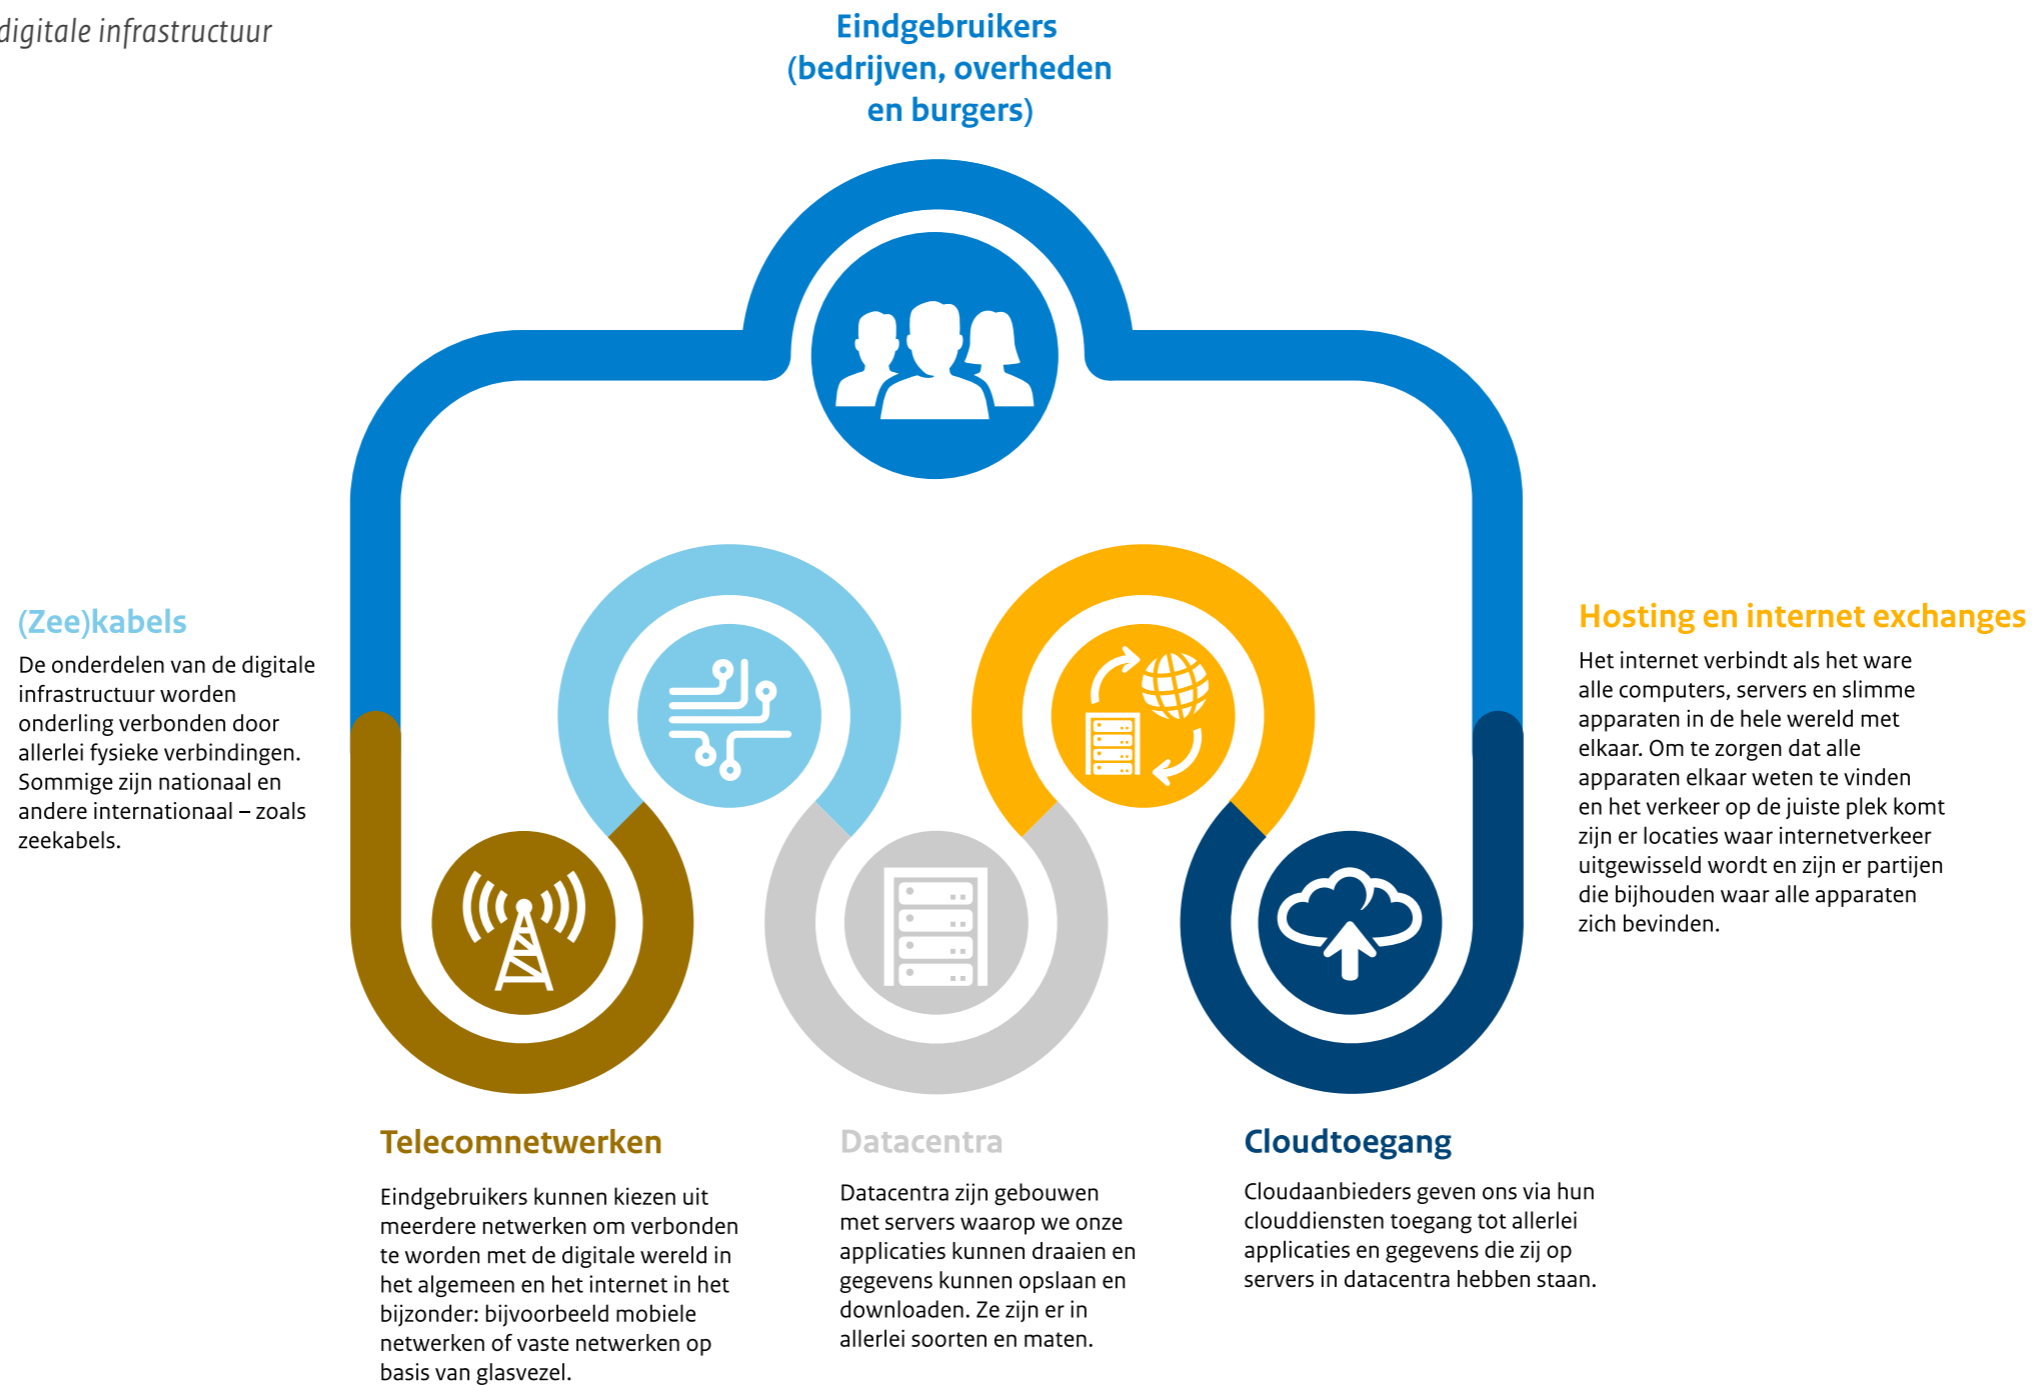 digitale infrastructuur
Eindgebruikers
(bedrijven, overheden
en burgers)
(Zee)kabels
De onderdelen van de digitale
infrastructuur worden
onderling verbonden door
allerlei fysieke verbindingen.
Sommige zijn nationaal en
andere internationaal – zoals
zeekabels.
Hosting en internet exchanges
Het internet verbindt als het ware
alle computers, servers en slimme
apparaten in de hele wereld met
elkaar. Om te zorgen dat alle
apparaten elkaar weten te vinden
en het verkeer op de juiste plek komt
zijn er locaties waar internetverkeer
uitgewisseld wordt en zijn er partijen
die bijhouden waar alle apparaten
zich bevinden.
Telecomnetwerken
Eindgebruikers kunnen kiezen uit
meerdere netwerken om verbonden
te worden met de digitale wereld in
het algemeen en het internet in het
bijzonder: bijvoorbeeld mobiele
netwerken of vaste netwerken op
basis van glasvezel.
Datacentra
Datacentra zijn gebouwen
met servers waarop we onze
applicaties kunnen draaien en
gegevens kunnen opslaan en
downloaden. Ze zijn er in
allerlei soorten en maten.
Cloudtoegang
Cloudaanbieders geven ons via hun
clouddiensten toegang tot allerlei
applicaties en gegevens die zij op
servers in datacentra hebben staan.